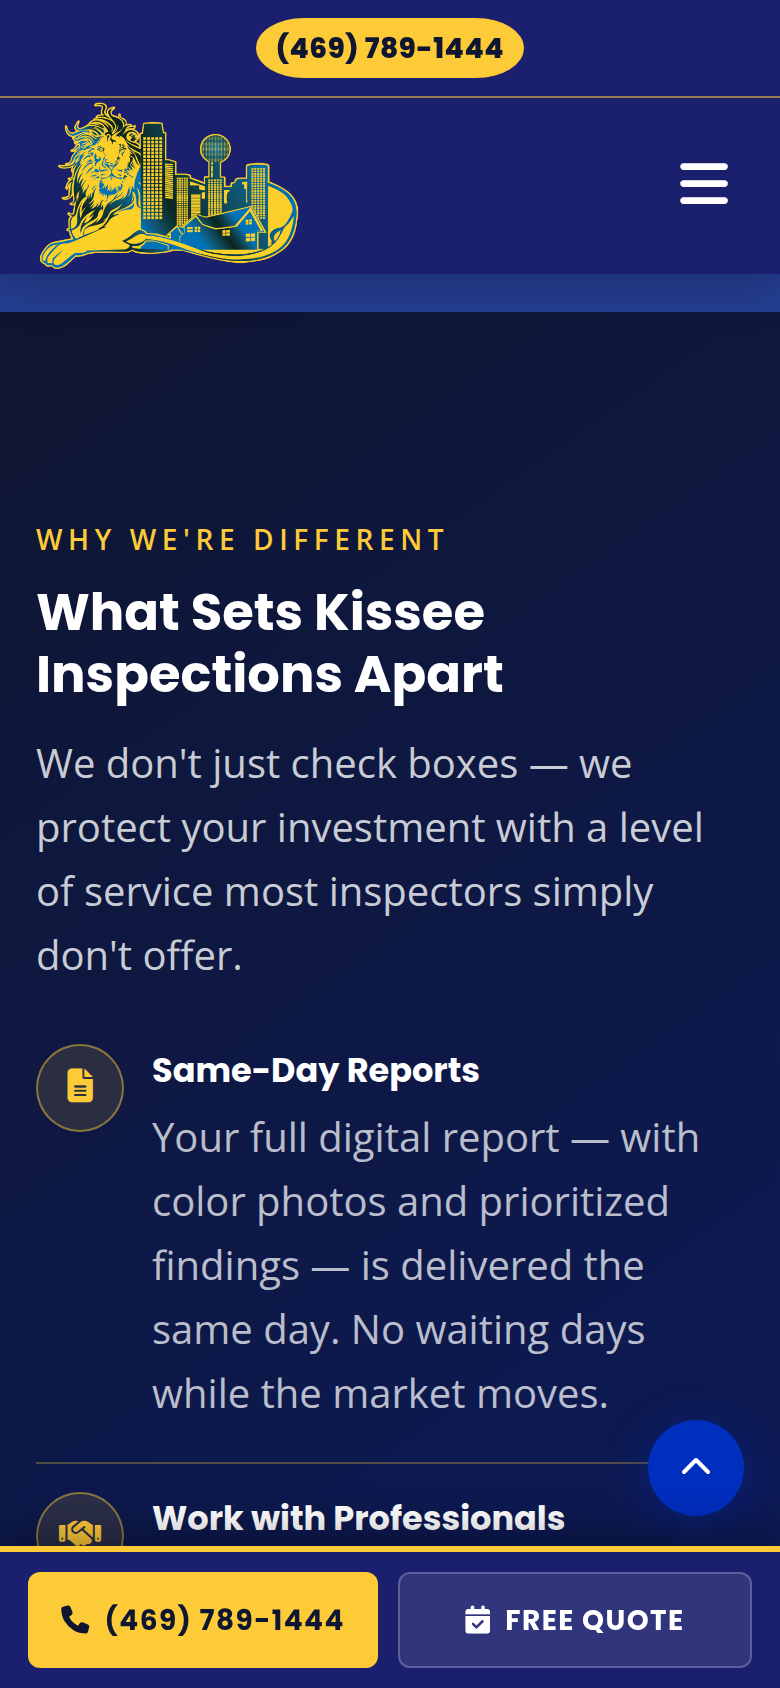 (469) 789-1444
WHY WE'RE DIFFERENT
What Sets Kissee
Inspections Apart
We don't just check boxes — we
protect your investment with a level
of service most inspectors simply
don't offer.
Same-Day Reports
Your full digital report — with
color photos and prioritized
findings — is delivered the
same day. No waiting days
while the market moves.
Work with Professionals
(469) 789-1444
FREE QUOTE